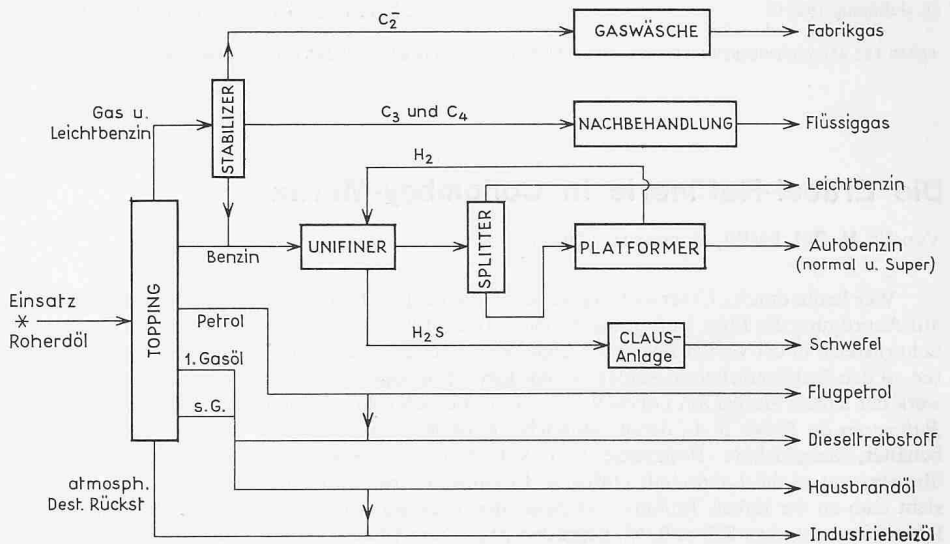 C₂⁻
GASWÄSCHE
Fabrikgas
STABILIZER
Gas u.
Leichtbenzin
C₃ und C₄
NACHBEHANDLUNG
Flüssiggas
H₂
Leichtbenzin
TOPPING
Benzin
UNIFINER
SPLITTER
PLATFORMER
Autobenzin
(normal u. Super)
Einsatz
*
Roherdöl
Petrol
H₂S
CLAUS-
Anlage
Schwefel
1. Gasöl
Flugpetrol
s.G.
Dieseltreibstoff
Hausbrandöl
atmosph.
Dest. Rückst
Industrieheizöl